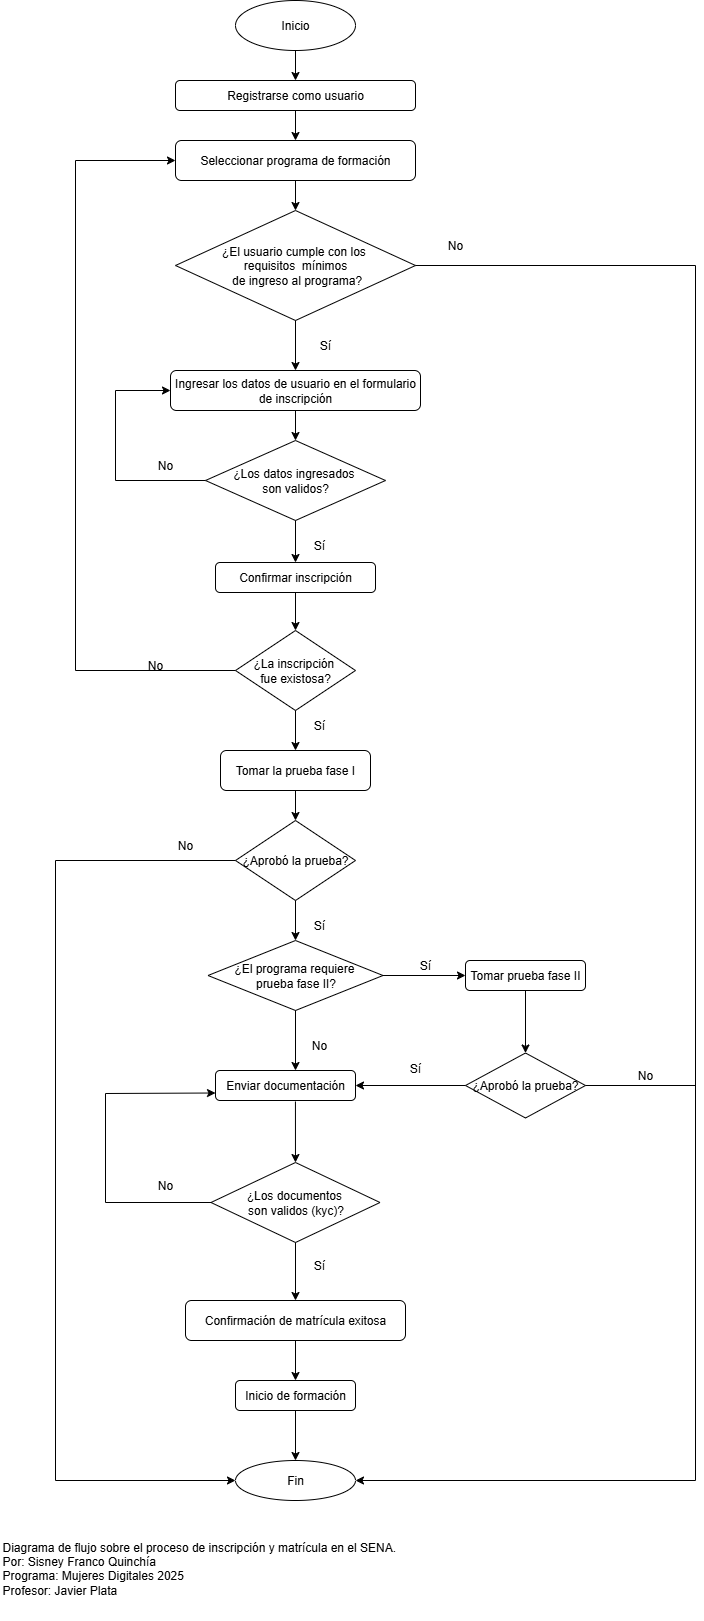 Inicio
Registrarse como usuario
Seleccionar programa de formación
¿El usuario cumple con los
requisitos  mínimos
de ingreso al programa?
No
Sí
Ingresar los datos de usuario en el formulario
de inscripción
No
¿Los datos ingresados
son validos?
Sí
Confirmar inscripción
¿La inscripción
fue existosa?
No
Sí
Tomar la prueba fase I
No
¿Aprobó la prueba?
Sí
¿El programa requiere
prueba fase II?
Sí
Tomar prueba fase II
No
Enviar documentación
Sí
¿Aprobó la prueba?
No
No
¿Los documentos
son validos (kyc)?
Sí
Confirmación de matrícula exitosa
Inicio de formación
Fin
Diagrama de flujo sobre el proceso de inscripción y matrícula en el SENA.
Por: Sisney Franco Quinchía
Programa: Mujeres Digitales 2025
Profesor: Javier Plata